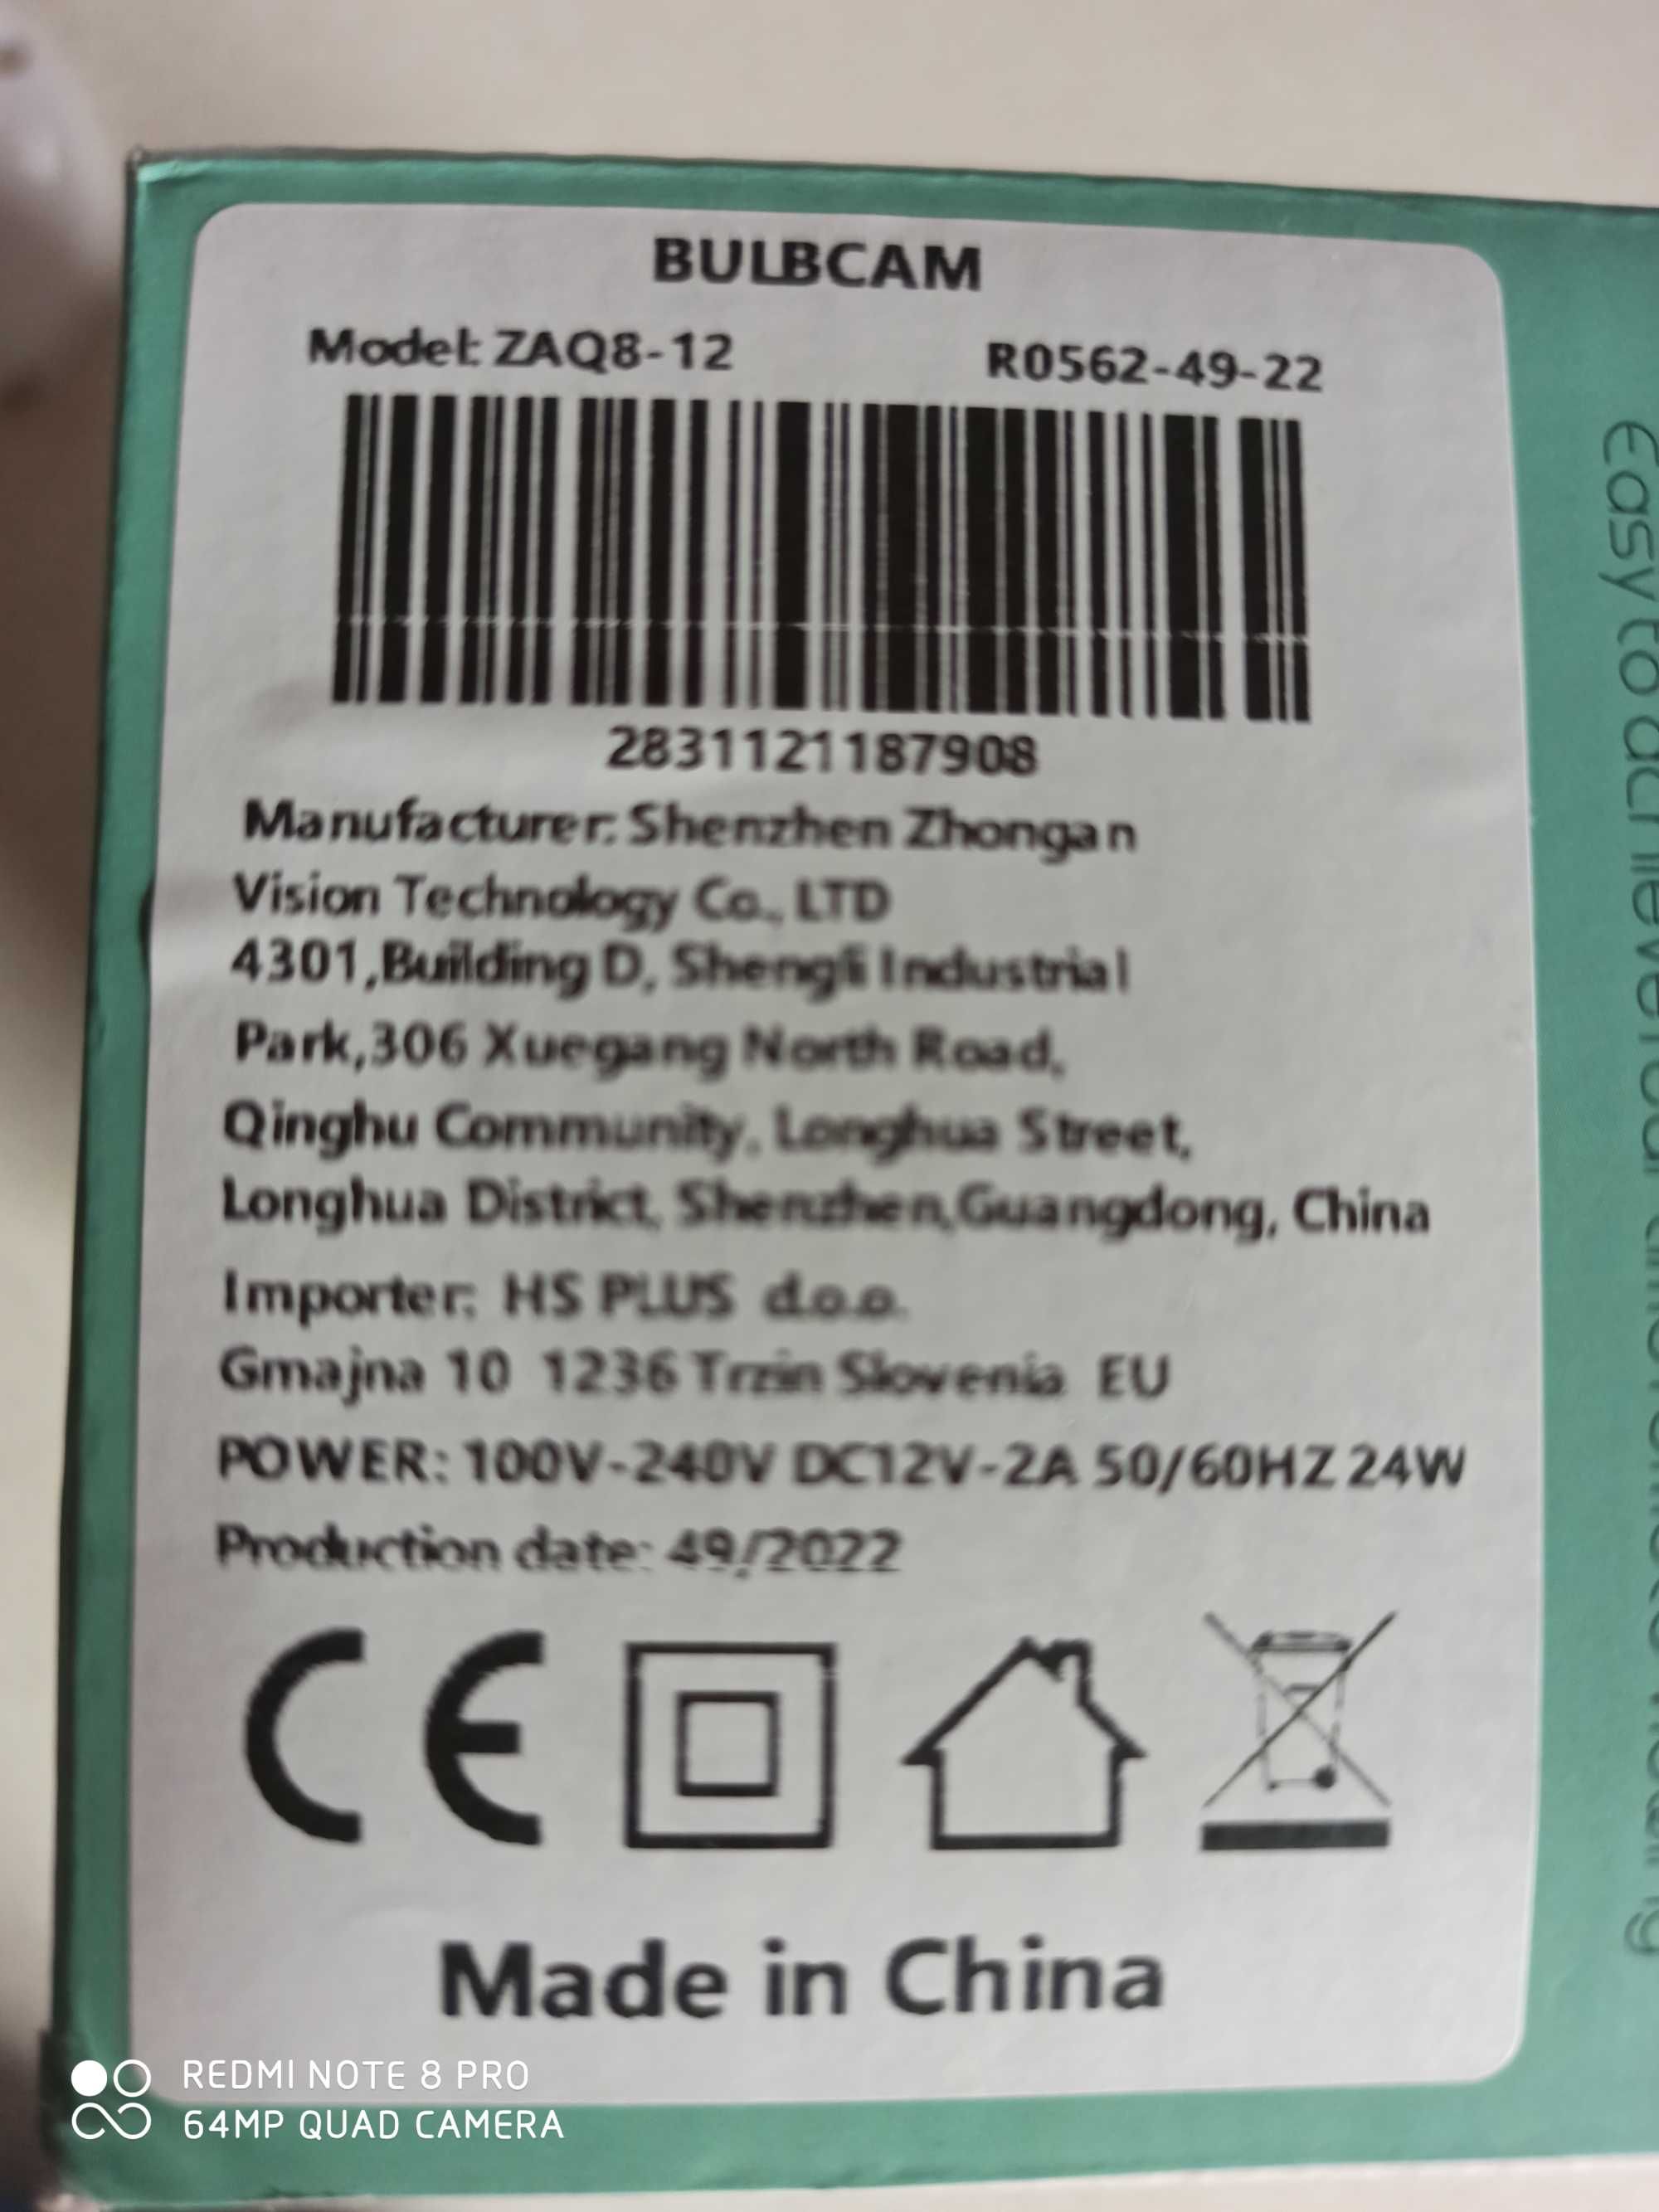 BULBCAM
Model: ZAQ8-12 R0562-49-22
2831121187908
Manufacturer: Shenzhen Zhongan
Vision Technology Co., LTD
4301,Building D, Shengli Industrial
Park,306 Xuegang North Road,
Qinghu Community, Longhua Street,
Longhua District, Shenzhen,Guangdong, China
Importer: HS PLUS d.o.o.
Gmajna 10 1236 Trzin Slovenia EU
POWER: 100V-240V DC12V-2A 50/60HZ 24W
Production date: 49/2022
CE
Made in China
Easy to achieve
REDMI NOTE 8 PRO
64MP QUAD CAMERA